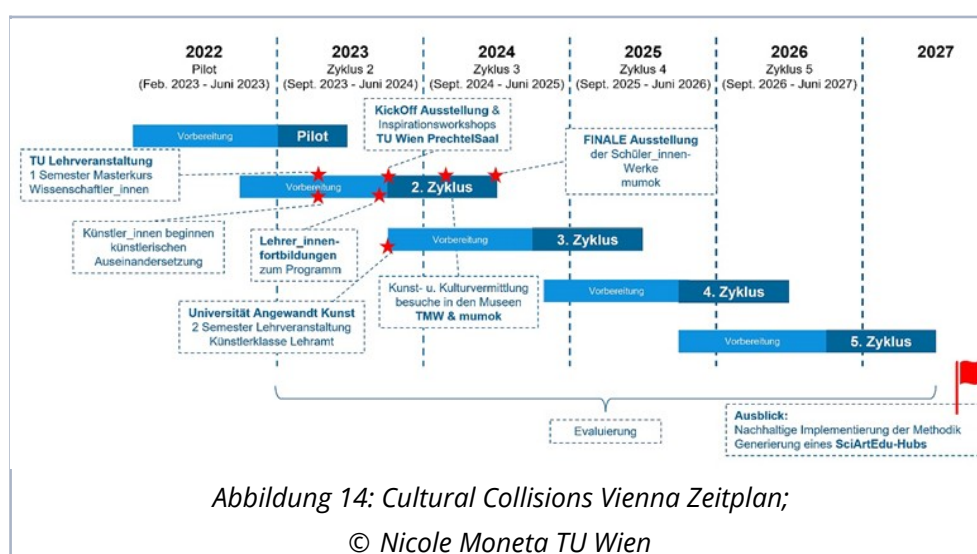 2022
Pilot
(Feb. 2023 - Juni 2023)
2023
Zyklus 2
(Sept. 2023 - Juni 2024)
2024
Zyklus 3
(Sept. 2024 - Juni 2025)
2025
Zyklus 4
(Sept. 2025 - Juni 2026)
2026
Zyklus 5
(Sept. 2026 - Juni 2027)
2027
Vorbereitung
Pilot
KickOff Ausstellung &
Inspirationsworkshops
TU Wien PrechtelSaal
FINALE Ausstellung
der Schüler_innen-
Werke
mumok
TU Lehrveranstaltung
1 Semester Masterkurs
Wissenschaftler_innen
Vorbereitung
2. Zyklus
Künstler_innen beginnen
künstlerischen
Auseinandersetzung
Lehrer_innen-
fortbildungen
zum Programm
Vorbereitung
3. Zyklus
Universität Angewandt Kunst
2 Semester Lehrveranstaltung
Künstlerklasse Lehramt
Kunst- u. Kulturvermittlung
besuche in den Museen
TMW & mumok
Vorbereitung
4. Zyklus
Vorbereitung
5. Zyklus
Evaluierung
Ausblick:
Nachhaltige Implementierung der Methodik
Generierung eines SciArtEdu-Hubs
Abbildung 14: Cultural Collisions Vienna Zeitplan;
© Nicole Moneta TU Wien